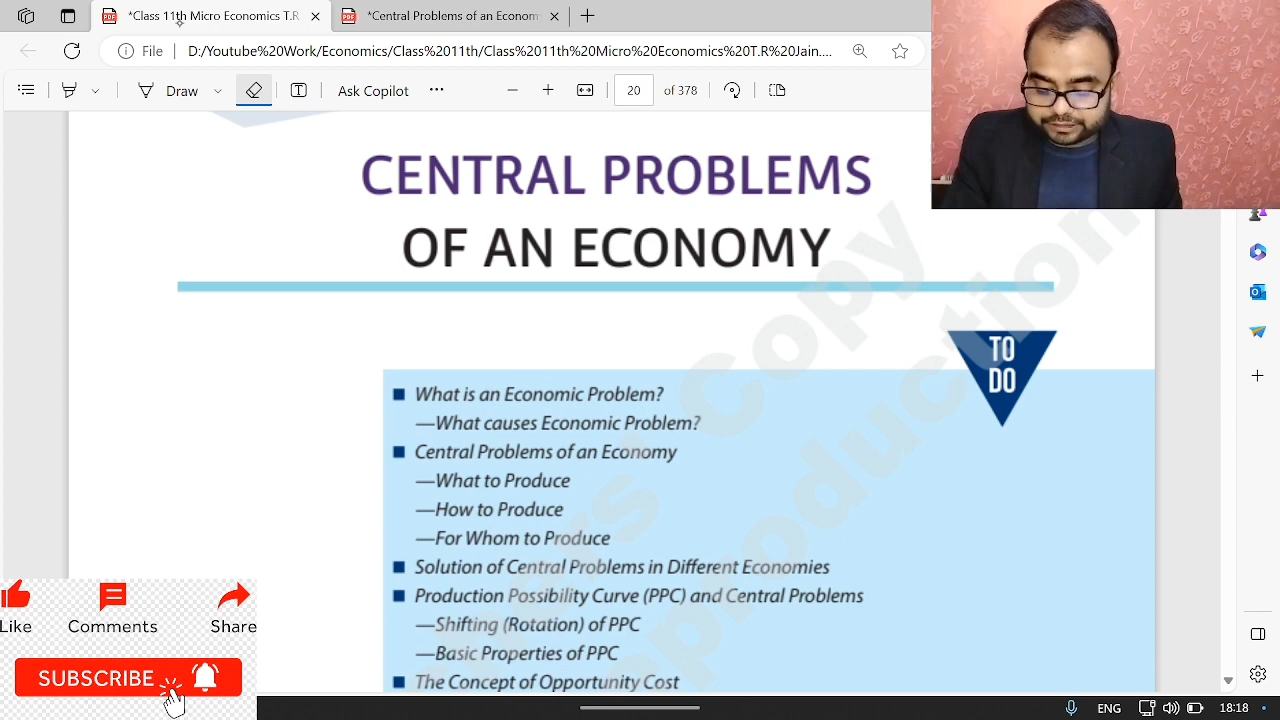 *Class 11th Micro Economics T.R
*Central Problems of an Econom
File
D:/Youtube%20Work/Economics/Class%2011th/Class%2011th%20Micro%20Economics%20T.R%20Jain....
Draw
Ask Copilot
20
of 378
CENTRAL PROBLEMS
OF AN ECONOMY
TO
DO
What is an Economic Problem?
—What causes Economic Problem?
Central Problems of an Economy
—What to Produce
—How to Produce
—For Whom to Produce
Solution of Central Problems in Different Economies
Production Possibility Curve (PPC) and Central Problems
—Shifting (Rotation) of PPC
—Basic Properties of PPC
The Concept of Opportunity Cost
Like
Comments
Share
SUBSCRIBE
ENG
18:18